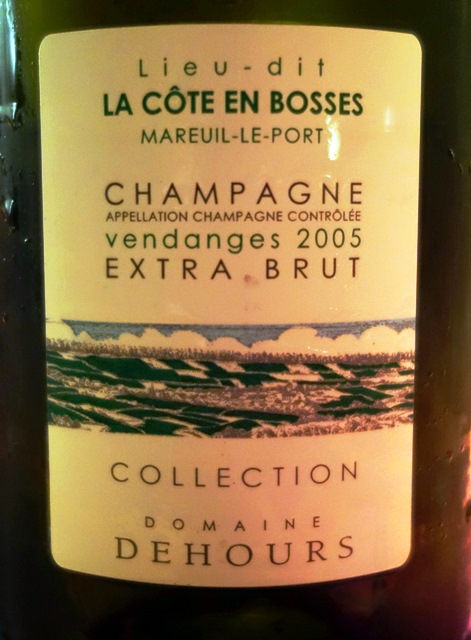 Lieu-dit
LA CÔTE EN BOSSES
MAREUIL-LE-PORT
CHAMPAGNE
APPELLATION CHAMPAGNE CONTRÔLÉE
vendanges 2005
EXTRA BRUT
COLLECTION
DOMAINE
DEHOURS